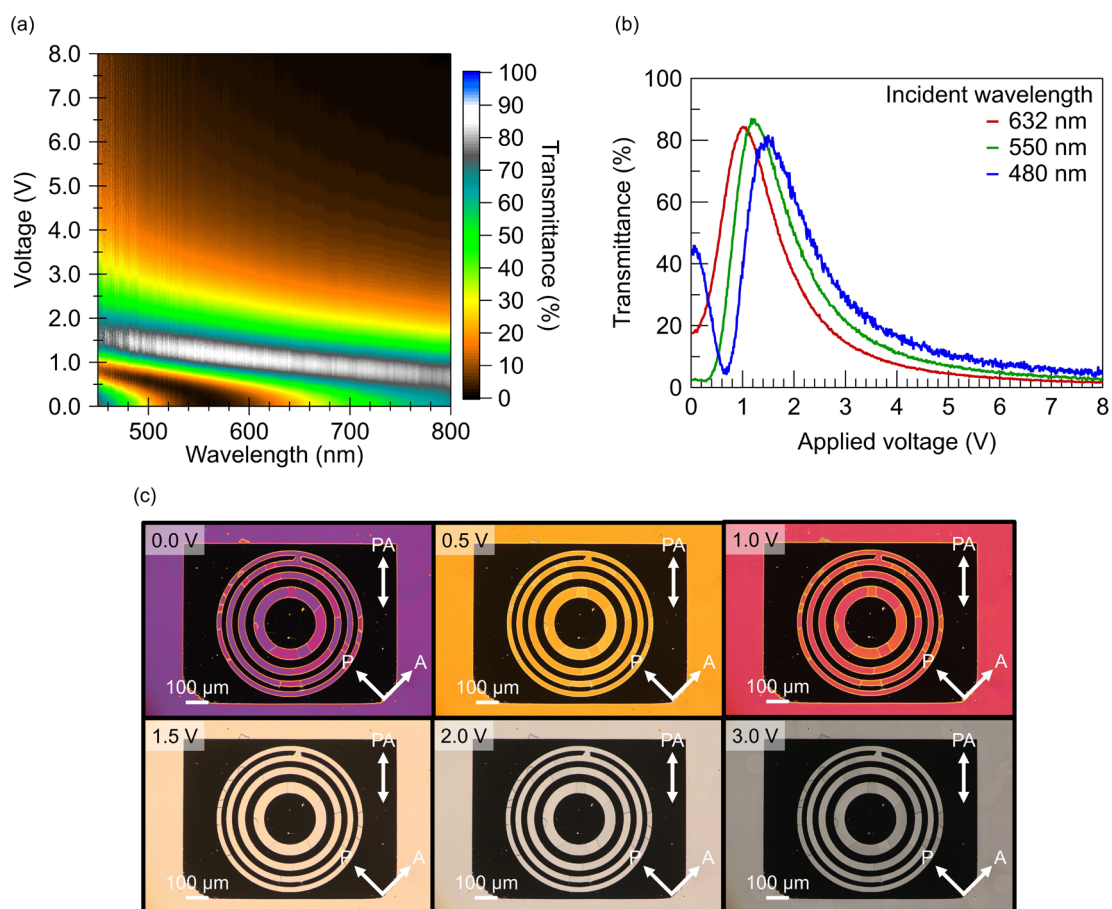 (a)
8.0
7.0
6.0
5.0
4.0
3.0
2.0
1.0
0.0
Voltage (V)
500
600
700
800
Wavelength (nm)
100
90
80
70
60
50
40
30
20
10
0
Transmittance (%)
(b)
100
80
60
40
20
0
Transmittance (%)
Incident wavelength
632 nm
550 nm
480 nm
0 1 2 3 4 5 6 7 8
Applied voltage (V)
(c)
0.0 V
PA
P A
100 µm
0.5 V
PA
P A
100 µm
1.0 V
PA
P A
100 µm
1.5 V
PA
P A
100 µm
2.0 V
PA
P A
100 µm
3.0 V
PA
P A
100 µm